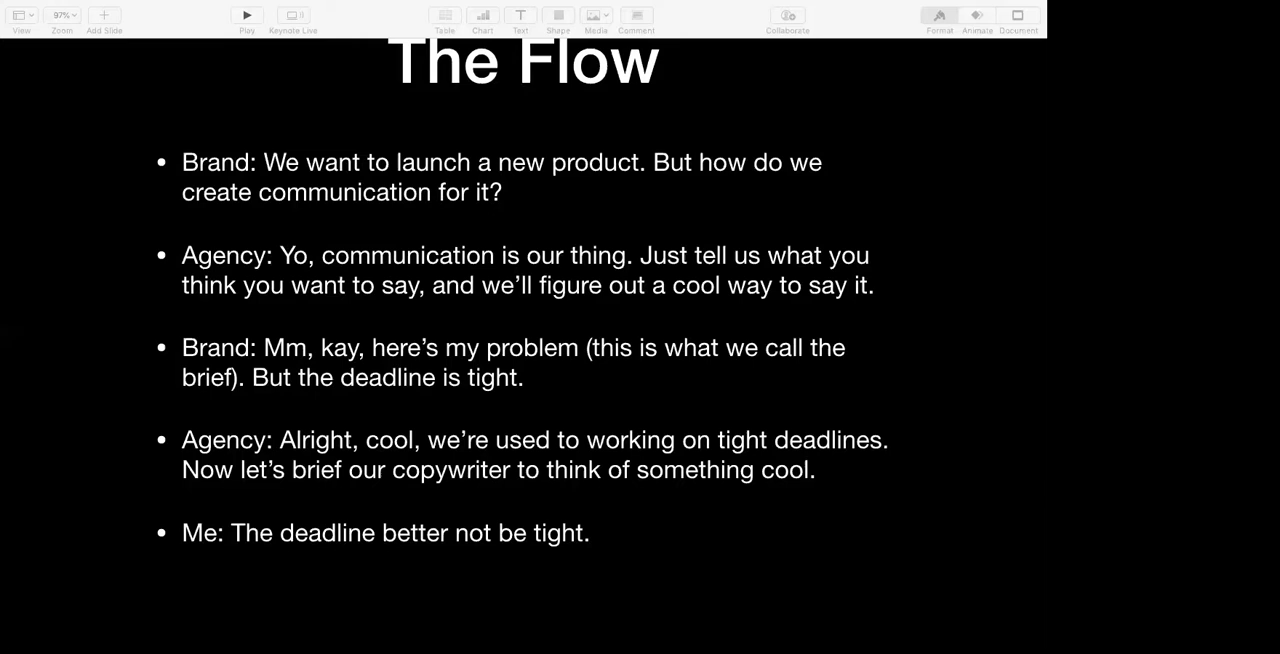 97%
View
Zoom
Add Slide
Play
Keynote Live
Table
Chart
Text
Shape
Media
Comment
Collaborate
Format
Animate
Document
The Flow
• Brand: We want to launch a new product. But how do we
create communication for it?
• Agency: Yo, communication is our thing. Just tell us what you
think you want to say, and we’ll figure out a cool way to say it.
• Brand: Mm, kay, here’s my problem (this is what we call the
brief). But the deadline is tight.
• Agency: Alright, cool, we’re used to working on tight deadlines.
Now let’s brief our copywriter to think of something cool.
• Me: The deadline better not be tight.